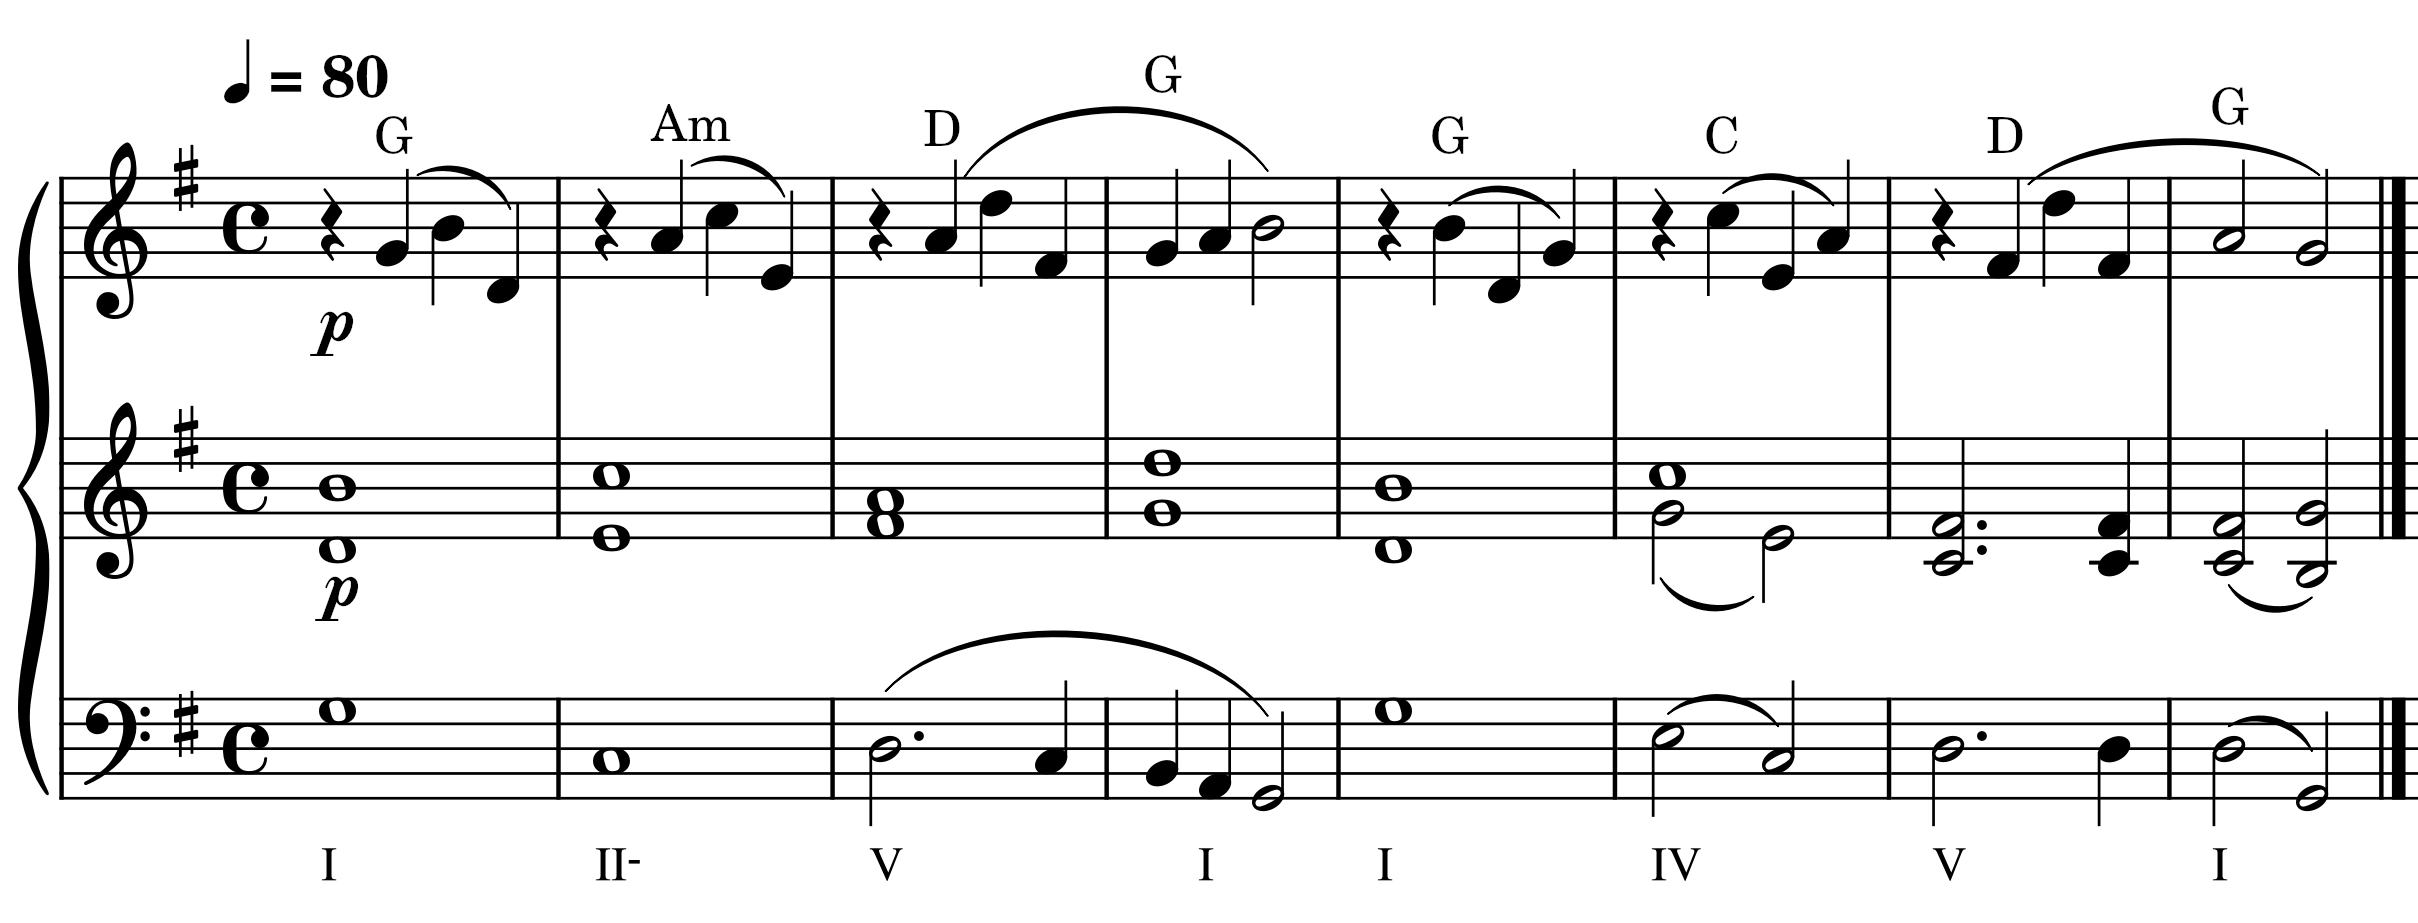 = 80
G Am D G G C D G
p
p
I II- V I I IV V I